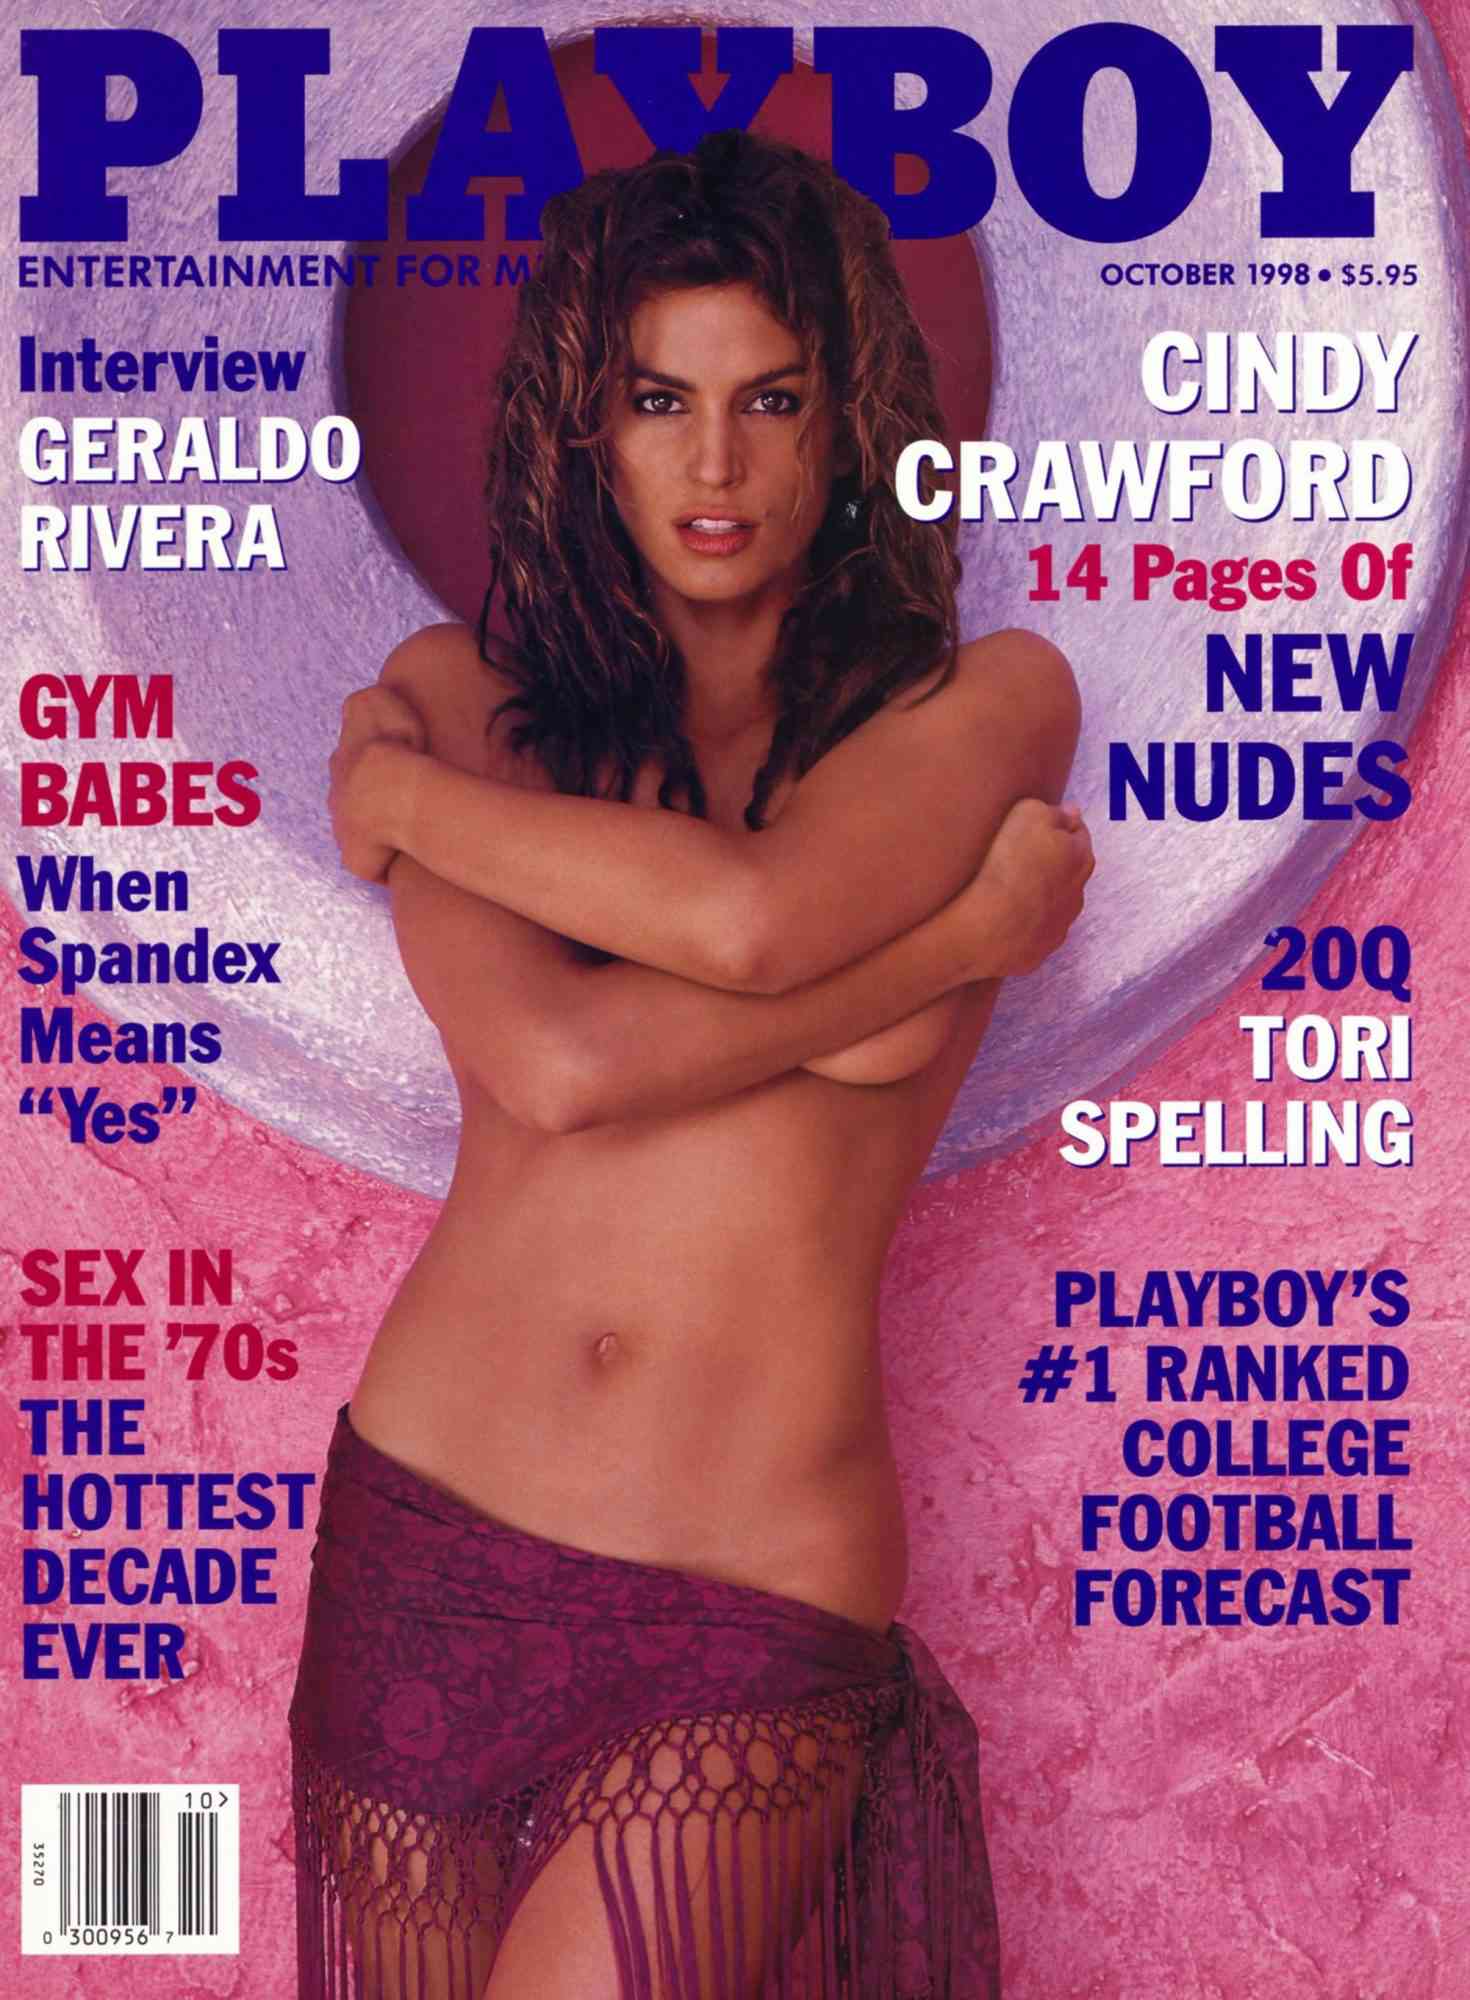 PLAYBOY
ENTERTAINMENT FOR M
OCTOBER 1998 • $5.95
Interview
GERALDO
RIVERA
GYM
BABES
When
Spandex
Means
“Yes”
SEX IN
THE ’70s
THE
HOTTEST
DECADE
EVER
CINDY
CRAWFORD
14 Pages Of
NEW
NUDES
20Q
TORI
SPELLING
PLAYBOY’S
#1 RANKED
COLLEGE
FOOTBALL
FORECAST
10>
35270
0 300956 7